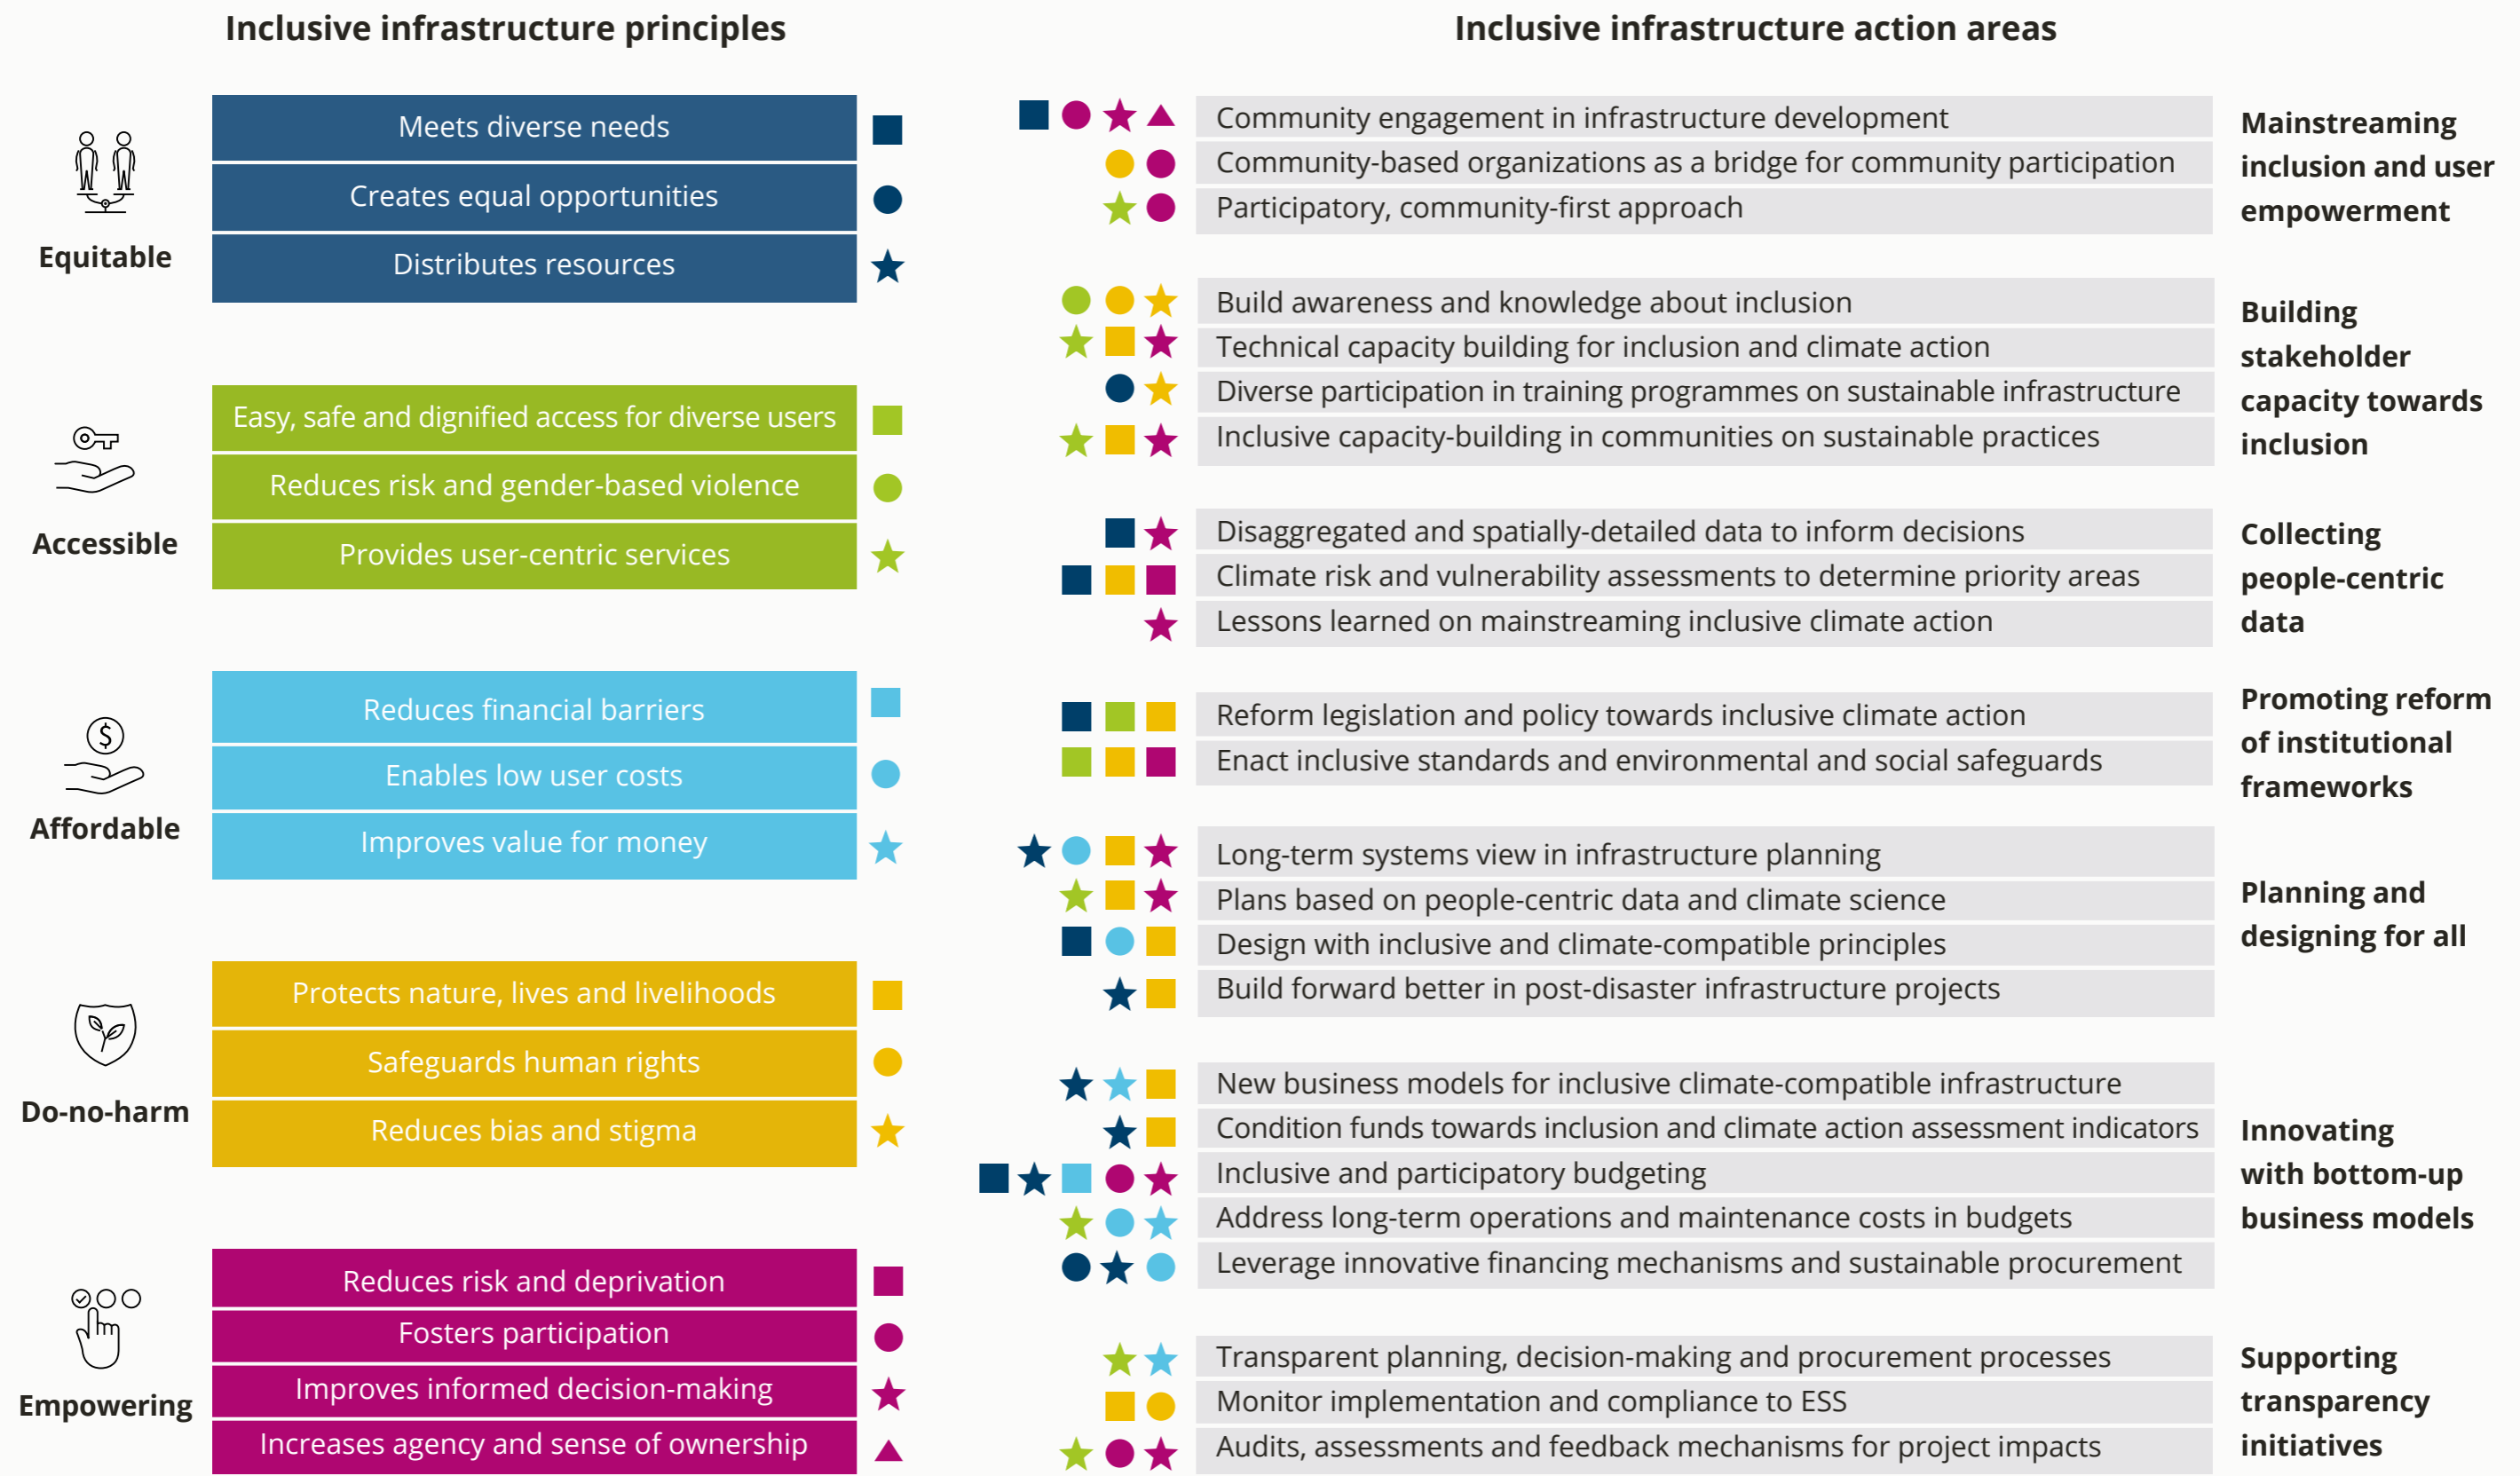 Inclusive infrastructure principles
Equitable
Meets diverse needs
Creates equal opportunities
Distributes resources
Accessible
Easy, safe and dignified access for diverse users
Reduces risk and gender-based violence
Provides user-centric services
$
Affordable
Reduces financial barriers
Enables low user costs
Improves value for money
Do-no-harm
Protects nature, lives and livelihoods
Safeguards human rights
Reduces bias and stigma
Empowering
Reduces risk and deprivation
Fosters participation
Improves informed decision-making
Increases agency and sense of ownership
Inclusive infrastructure action areas
Community engagement in infrastructure development
Community-based organizations as a bridge for community participation
Participatory, community-first approach
Mainstreaming
inclusion and user
empowerment
Build awareness and knowledge about inclusion
Technical capacity building for inclusion and climate action
Diverse participation in training programmes on sustainable infrastructure
Inclusive capacity-building in communities on sustainable practices
Building
stakeholder
capacity towards
inclusion
Disaggregated and spatially-detailed data to inform decisions
Climate risk and vulnerability assessments to determine priority areas
Lessons learned on mainstreaming inclusive climate action
Collecting
people-centric
data
Reform legislation and policy towards inclusive climate action
Enact inclusive standards and environmental and social safeguards
Promoting reform
of institutional
frameworks
Long-term systems view in infrastructure planning
Plans based on people-centric data and climate science
Design with inclusive and climate-compatible principles
Build forward better in post-disaster infrastructure projects
Planning and
designing for all
New business models for inclusive climate-compatible infrastructure
Condition funds towards inclusion and climate action assessment indicators
Inclusive and participatory budgeting
Address long-term operations and maintenance costs in budgets
Leverage innovative financing mechanisms and sustainable procurement
Innovating
with bottom-up
business models
Transparent planning, decision-making and procurement processes
Monitor implementation and compliance to ESS
Audits, assessments and feedback mechanisms for project impacts
Supporting
transparency
initiatives